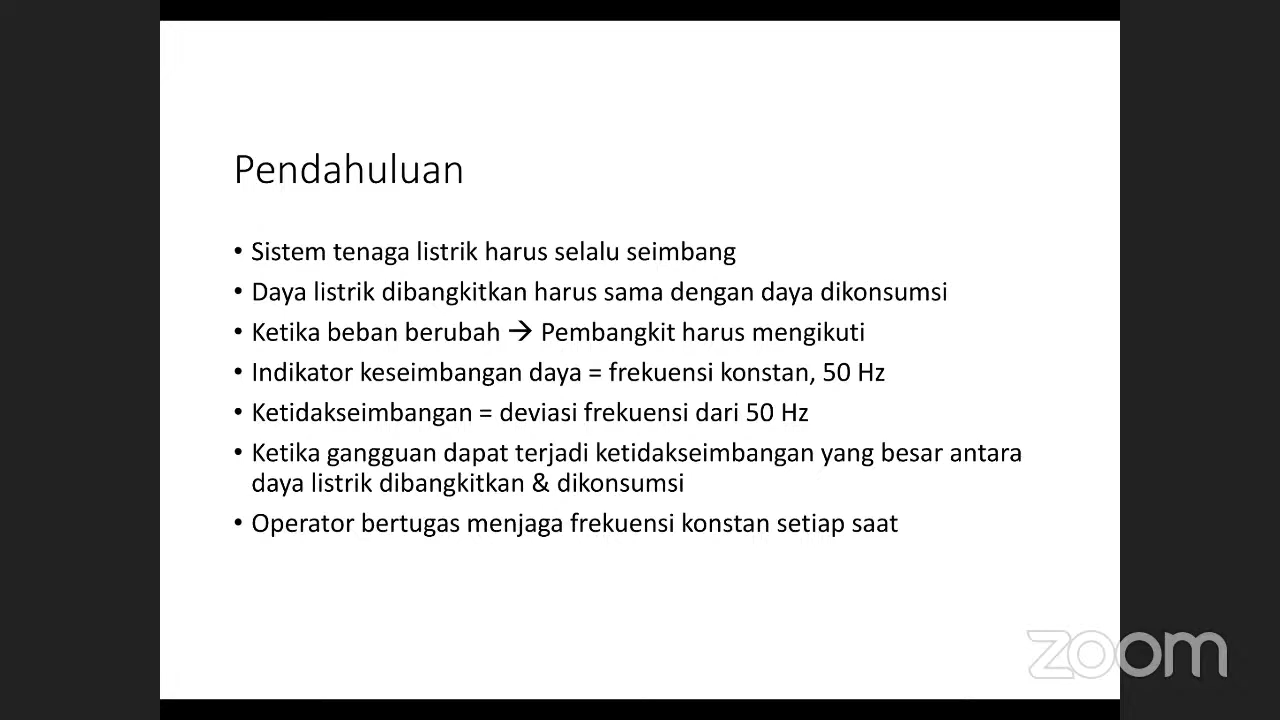 Pendahuluan
• Sistem tenaga listrik harus selalu seimbang
• Daya listrik dibangkitkan harus sama dengan daya dikonsumsi
• Ketika beban berubah → Pembangkit harus mengikuti
• Indikator keseimbangan daya = frekuensi konstan, 50 Hz
• Ketidakseimbangan = deviasi frekuensi dari 50 Hz
• Ketika gangguan dapat terjadi ketidakseimbangan yang besar antara
daya listrik dibangkitkan & dikonsumsi
• Operator bertugas menjaga frekuensi konstan setiap saat
zoom